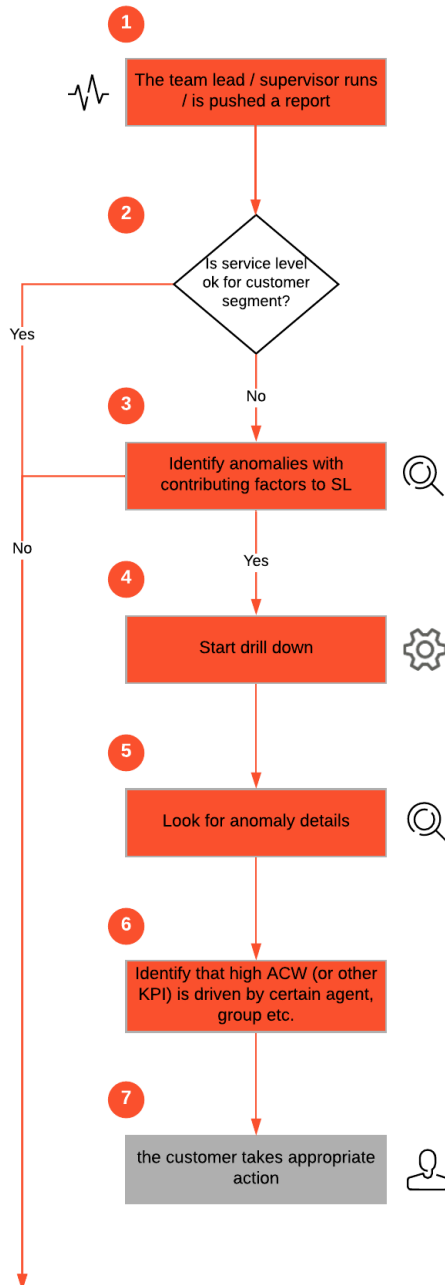 1
The team lead / supervisor runs
/ is pushed a report
2
Is service level
ok for customer
segment?
Yes
No
3
Identify anomalies with
contributing factors to SL
No
Yes
4
Start drill down
5
Look for anomaly details
6
Identify that high ACW (or other
KPI) is driven by certain agent,
group etc.
7
the customer takes appropriate
action